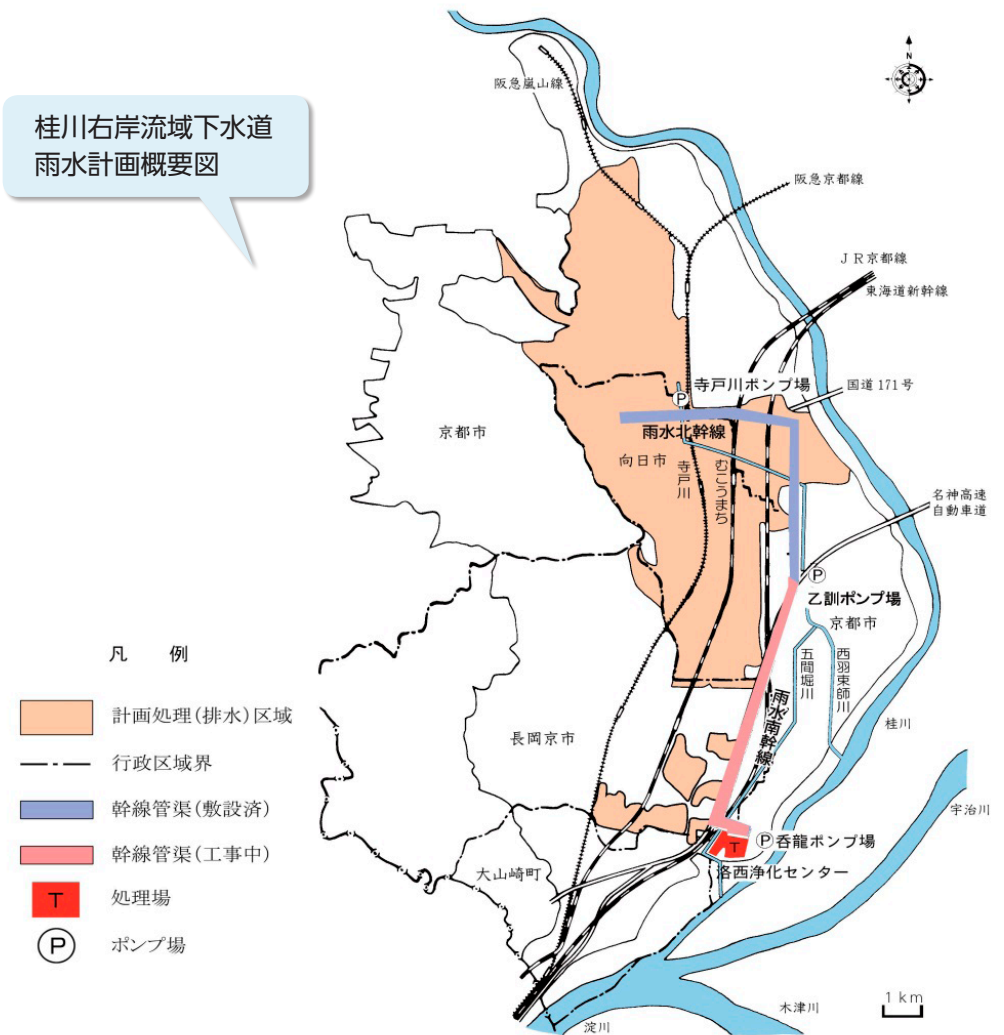 桂川右岸流域下水道
雨水計画概要図
N
阪急嵐山線
阪急京都線
JR京都線
東海道新幹線
寺戸川ポンプ場
国道171号
P
雨水北幹線
京都市
向日市
寺戸川
むこうまち
名神高速
自動車道
P
乙訓ポンプ場
京都市
五間堀川
西羽束師川
雨水南幹線
桂川
長岡京市
宇治川
P呑龍ポンプ場
T
洛西浄化センター
大山崎町
木津川
淀川
1km
凡 例
計画処理(排水)区域
行政区域界
幹線管渠(敷設済)
幹線管渠(工事中)
T 処理場
P ポンプ場